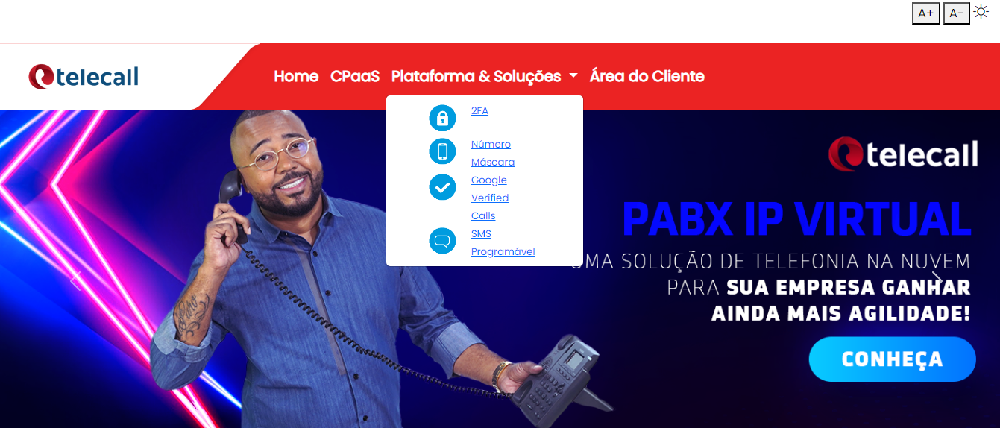 A+ A-
telecall
Home CPaaS Plataforma & Soluções Área do Cliente
2FA
Número
Máscara
Google
Verified
Calls
SMS
Programável
telecall
PABX IP VIRTUAL
UMA SOLUÇÃO DE TELEFONIA NA NUVEM
PARA SUA EMPRESA GANHAR
AINDA MAIS AGILIDADE!
CONHEÇA